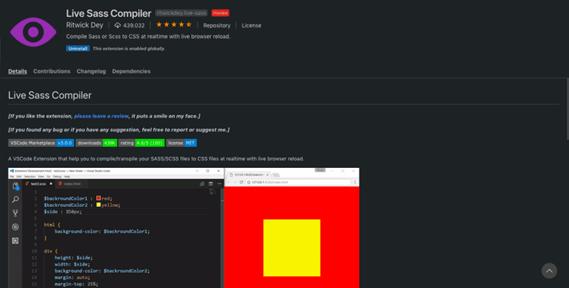 Live Sass Compiler ritwickdey.live-sass Preview
Ritwick Dey | 439.032 | Repository | License
Compile Sass or Scss to CSS at realtime with live browser reload.
Uninstall This extension is enabled globally.
Details Contributions Changelog Dependencies
Live Sass Compiler
[If you like the extension, please leave a review, it puts a smile on my face.]
[If you found any bug or if you have any suggestion, feel free to report or suggest me.]
VSCode Marketplace v3.0.0 downloads 439K rating license MIT
A VSCode Extension that help you to compile/transpile your SASS/SCSS files to CSS files at realtime with live browser reload.
$backroundColor1 : red;
$backroundColor2 : yellow;
$side : 350px;
html {
background-color: $backroundColor1;
}
div {
height: $side;
width: $side;
background-color: $backroundColor2;
margin: auto;
margin-top: 25%;